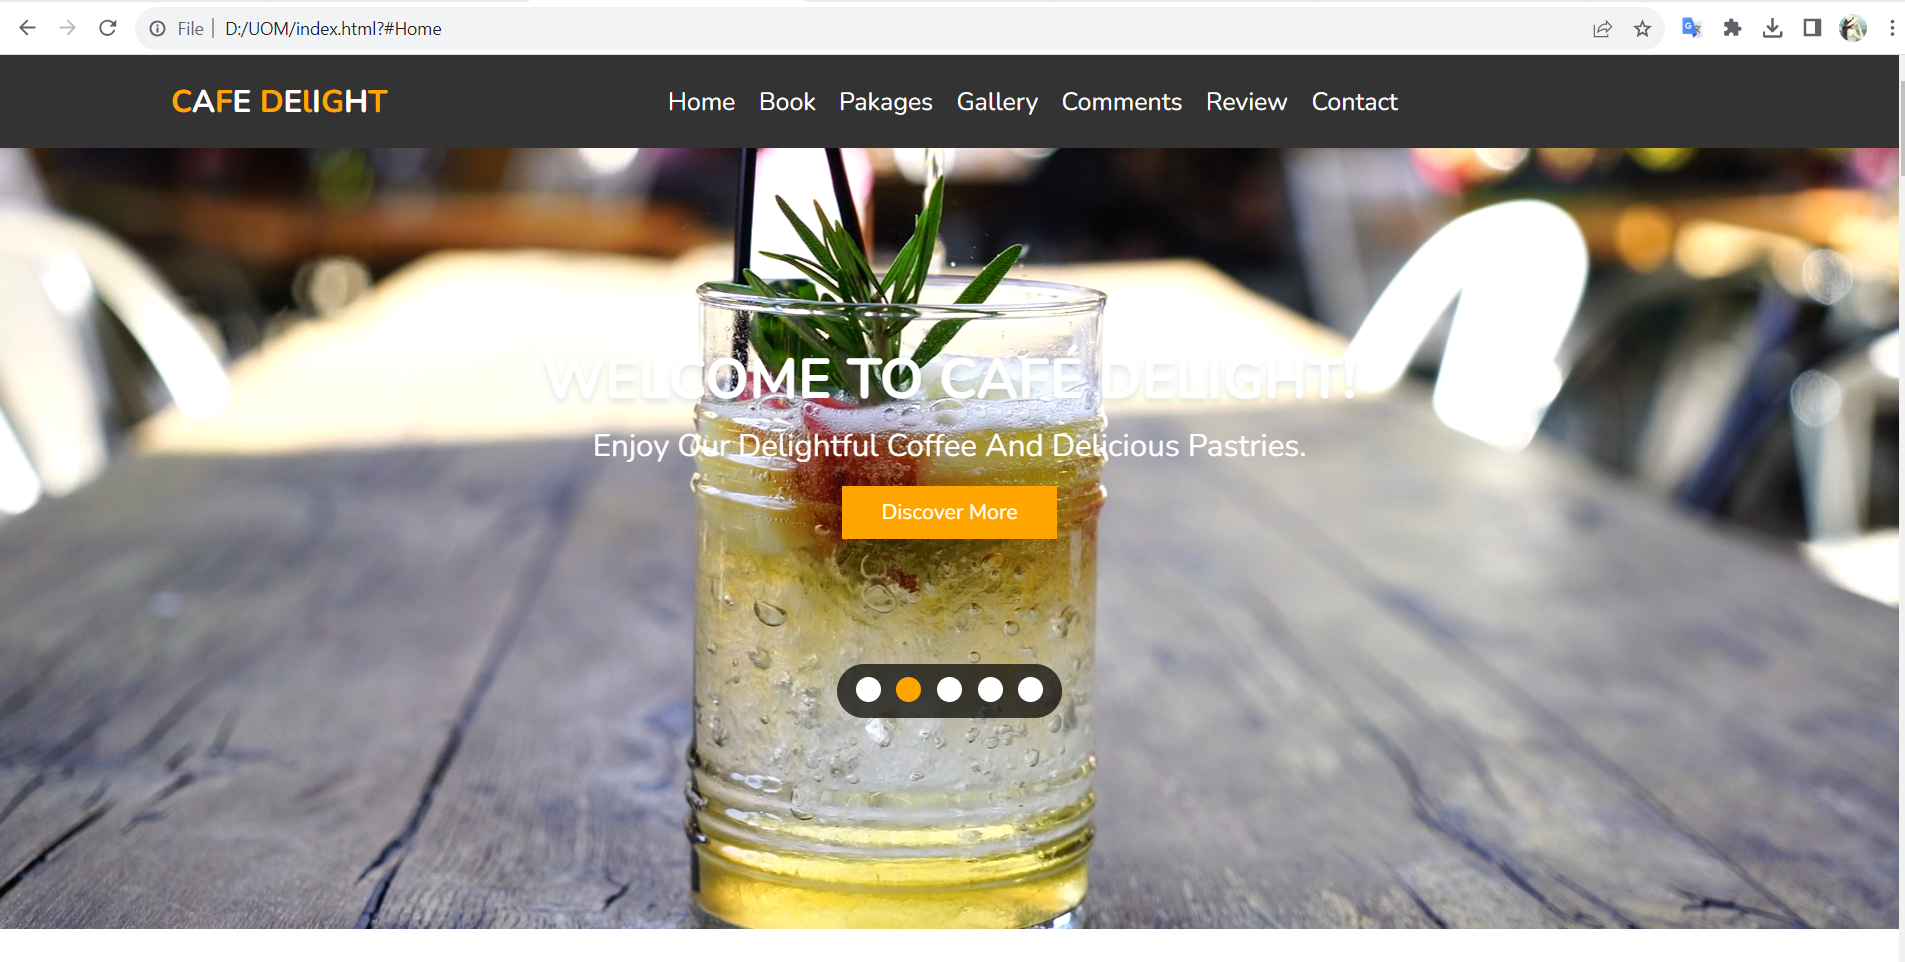 File | D:/UOM/index.html?#Home
CAFE DElIGHT
Home Book Pakages Gallery Comments Review Contact
WELCOME TO CAFÉ DELIGHT!
Enjoy Our Delightful Coffee And Delicious Pastries.
Discover More